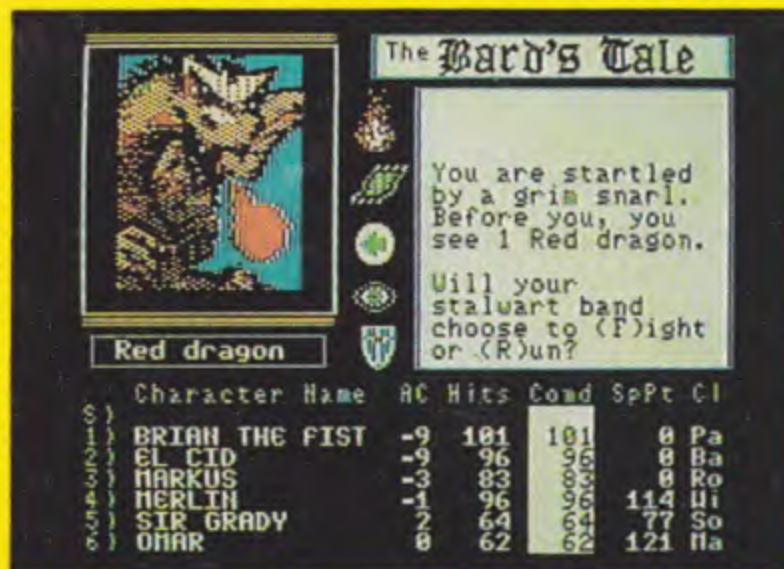 The Bard's Tale
You are startled
by a grim snarl.
Before you, you
see 1 Red dragon.
Will your
stalwart band
choose to (F)ight
or (R)un?
Red dragon
Character Name AC Hits Cond SpPt Cl
S)
1) BRIAN THE FIST -9 101 101 0 Pa
2) EL CID -9 96 96 0 Ba
3) MARKUS -3 83 83 0 Ro
4) MERLIN -1 96 96 114 Wi
5) SIR GRADY 2 64 64 77 So
6) OMAR 0 62 62 121 Ma